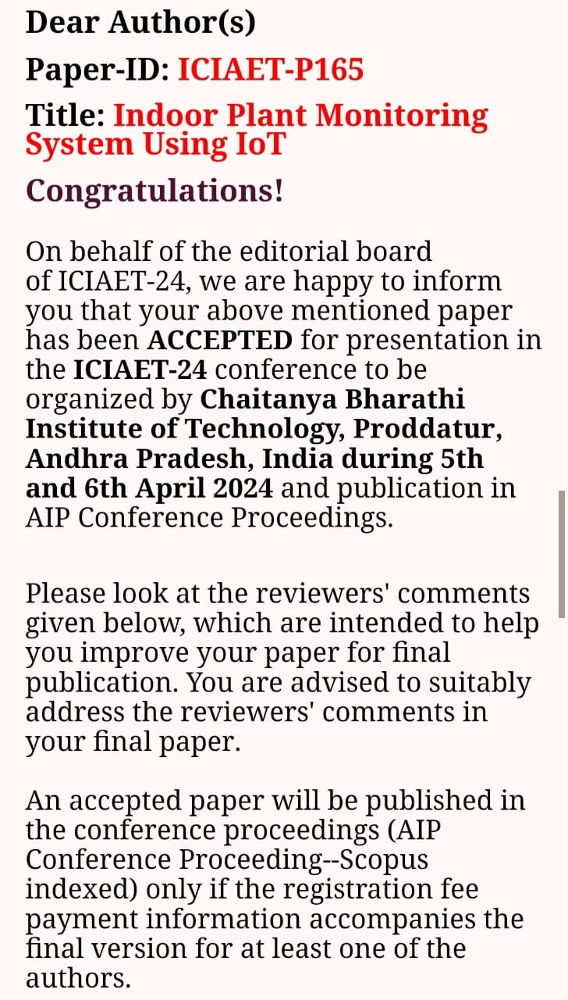 Dear Author(s)
Paper-ID: ICIAET-P165
Title: Indoor Plant Monitoring
System Using IoT
Congratulations!
On behalf of the editorial board
of ICIAET-24, we are happy to inform
you that your above mentioned paper
has been ACCEPTED for presentation in
the ICIAET-24 conference to be
organized by Chaitanya Bharathi
Institute of Technology, Proddatur,
Andhra Pradesh, India during 5th
and 6th April 2024 and publication in
AIP Conference Proceedings.
Please look at the reviewers' comments
given below, which are intended to help
you improve your paper for final
publication. You are advised to suitably
address the reviewers' comments in
your final paper.
An accepted paper will be published in
the conference proceedings (AIP
Conference Proceeding--Scopus
indexed) only if the registration fee
payment information accompanies the
final version for at least one of the
authors.